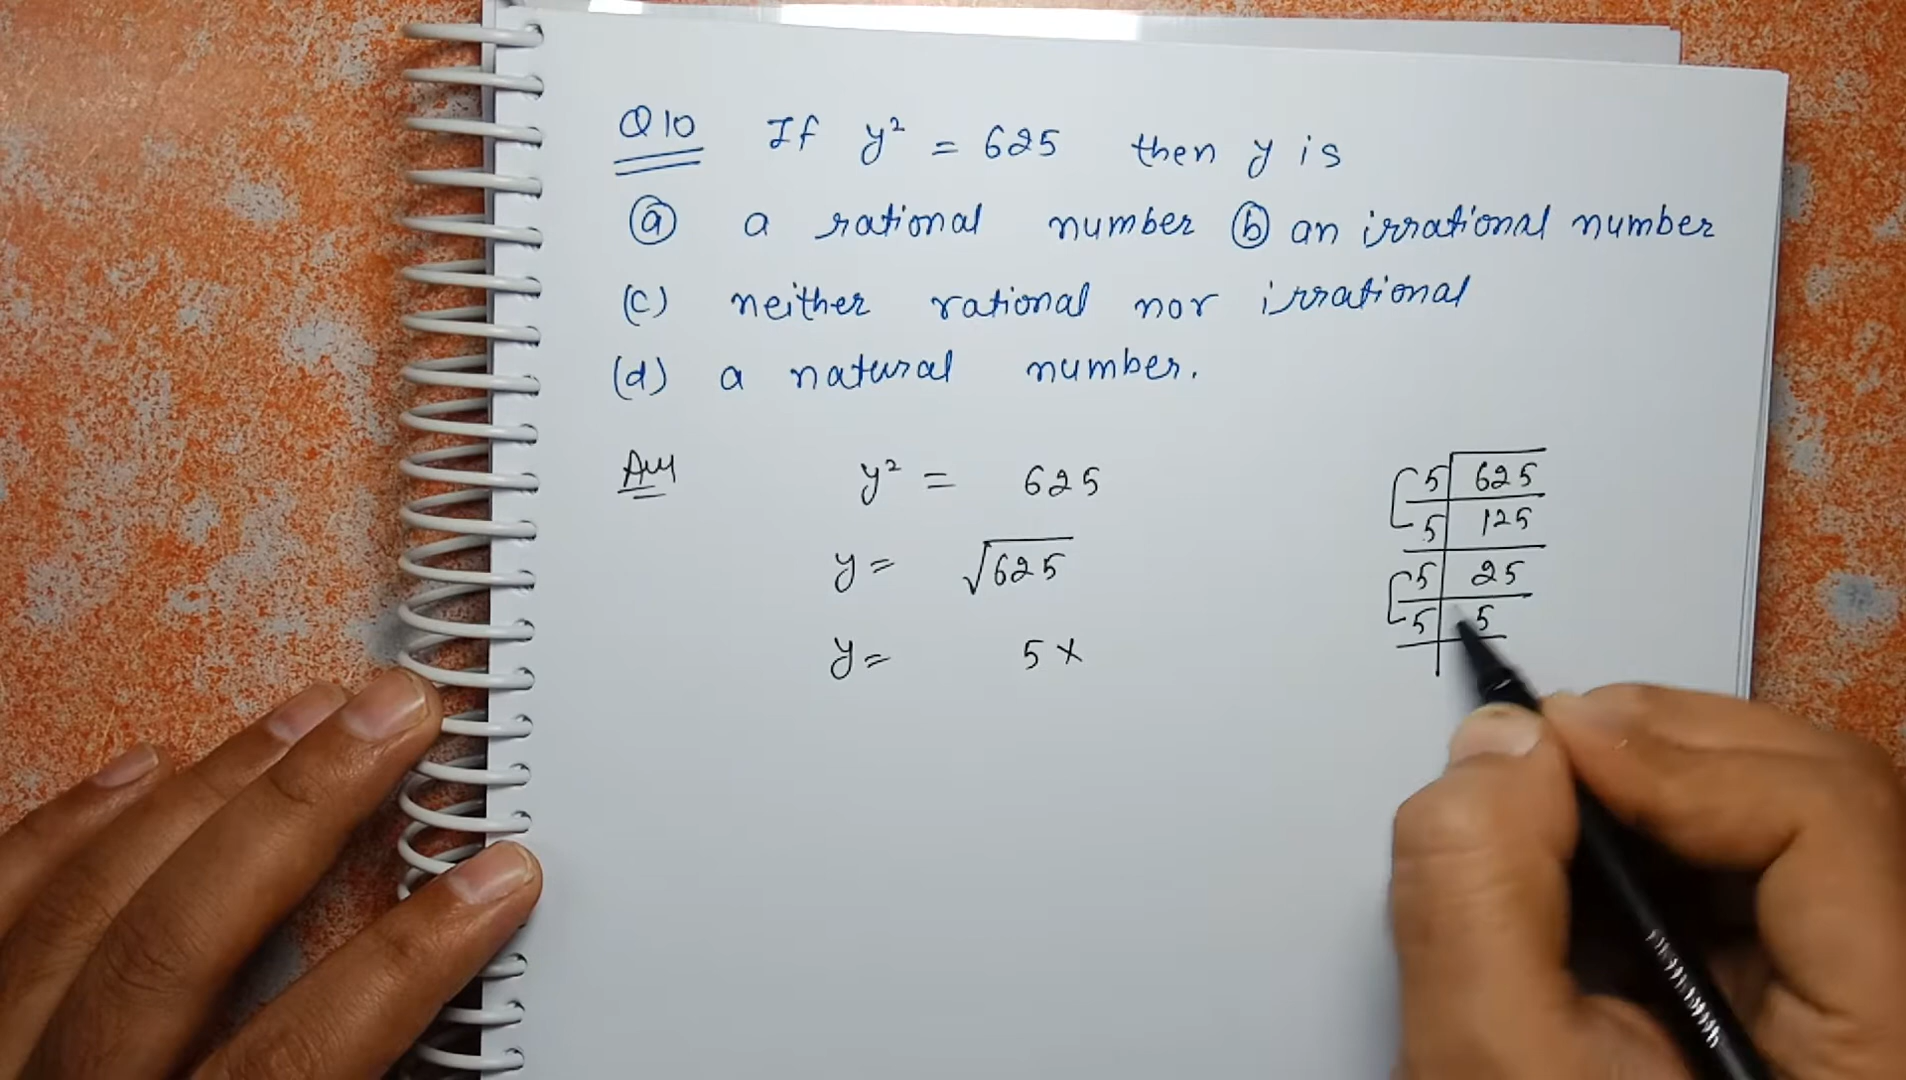 Q10 If y² = 625 then y is
(a) a rational number (b) an irrational number
(c) neither rational nor irrational
(d) a natural number.
Ans y² = 625
y = √625
y = 5 ×
5 625
5 125
5 25
5 5